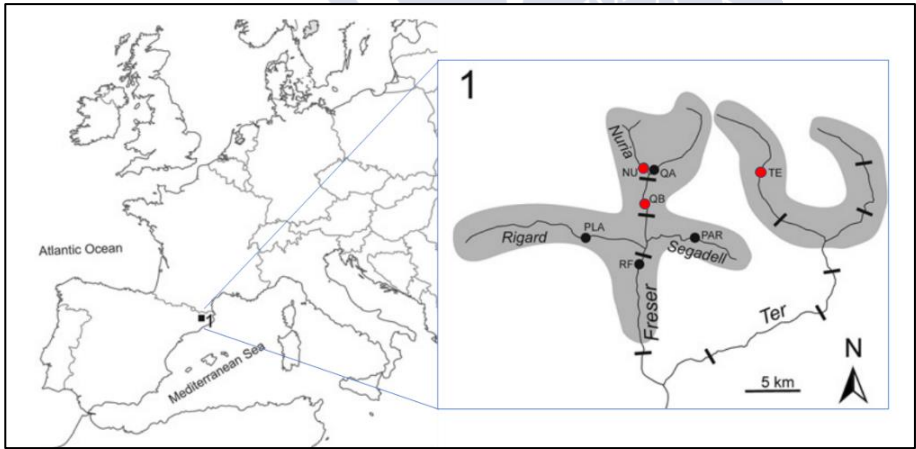 Atlantic Ocean
Mediterranean Sea
1
1
Nuria
NU
QA
QB
TE
PLA
PAR
Rigard
Segadell
RF
Freser
Ter
N
5 km